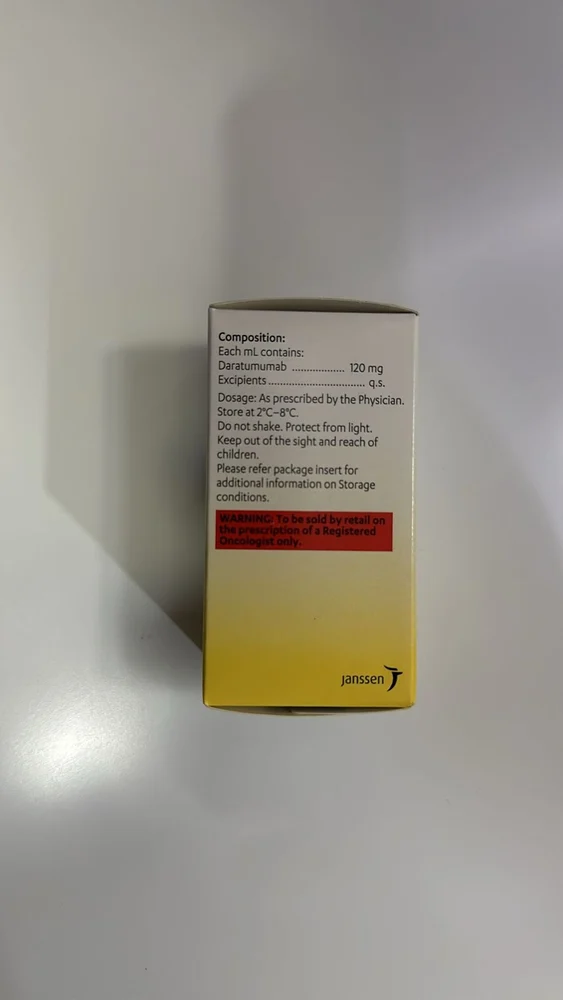 Composition:
Each mL contains:
Daratumumab .................. 120 mg
Excipients ................................. q.s.
Dosage: As prescribed by the Physician.
Store at 2°C–8°C.
Do not shake. Protect from light.
Keep out of the sight and reach of
children.
Please refer package insert for
additional information on Storage
conditions.
WARNING: To be sold by retail on
the prescription of a Registered
Oncologist only.
janssen